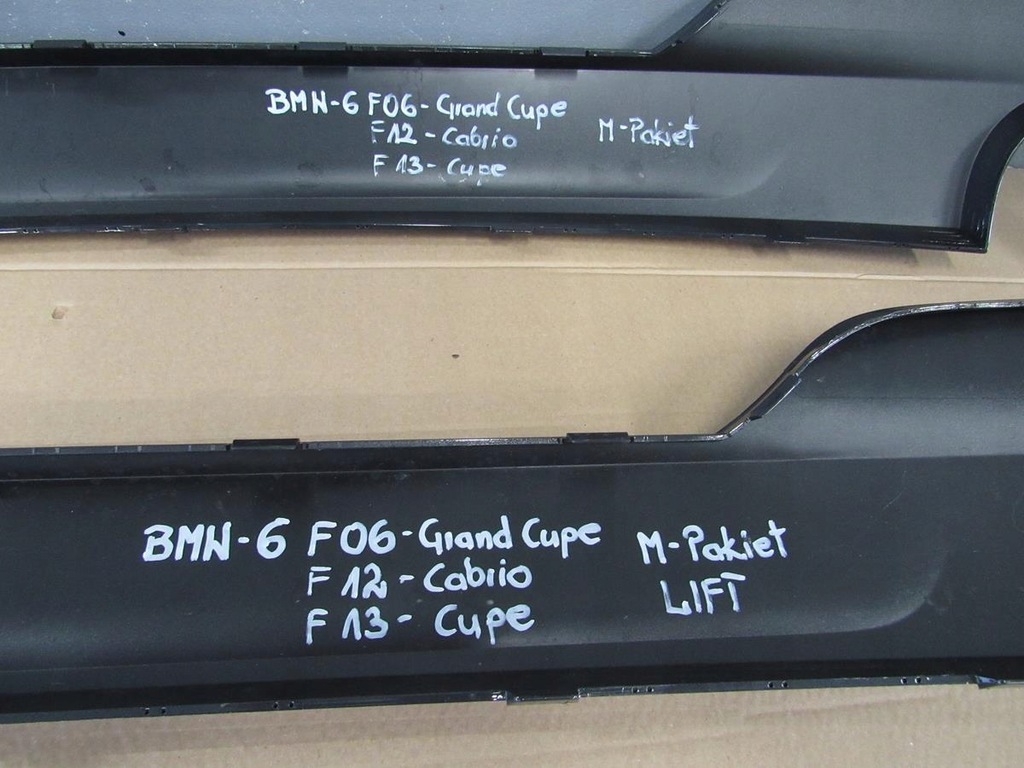 BMW-6 F06-Grand Cupe
F12-Cabrio M-Pakiet
F13-Cupe
BMW-6 F06-Grand Cupe M-Pakiet
F12-Cabrio LIFT
F13-Cupe